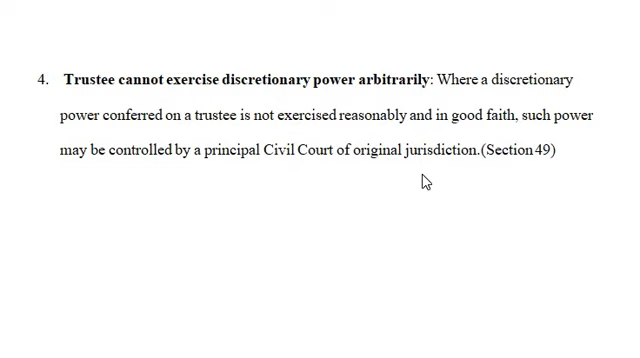 4. Trustee cannot exercise discretionary power arbitrarily: Where a discretionary
power conferred on a trustee is not exercised reasonably and in good faith, such power
may be controlled by a principal Civil Court of original jurisdiction.(Section 49)